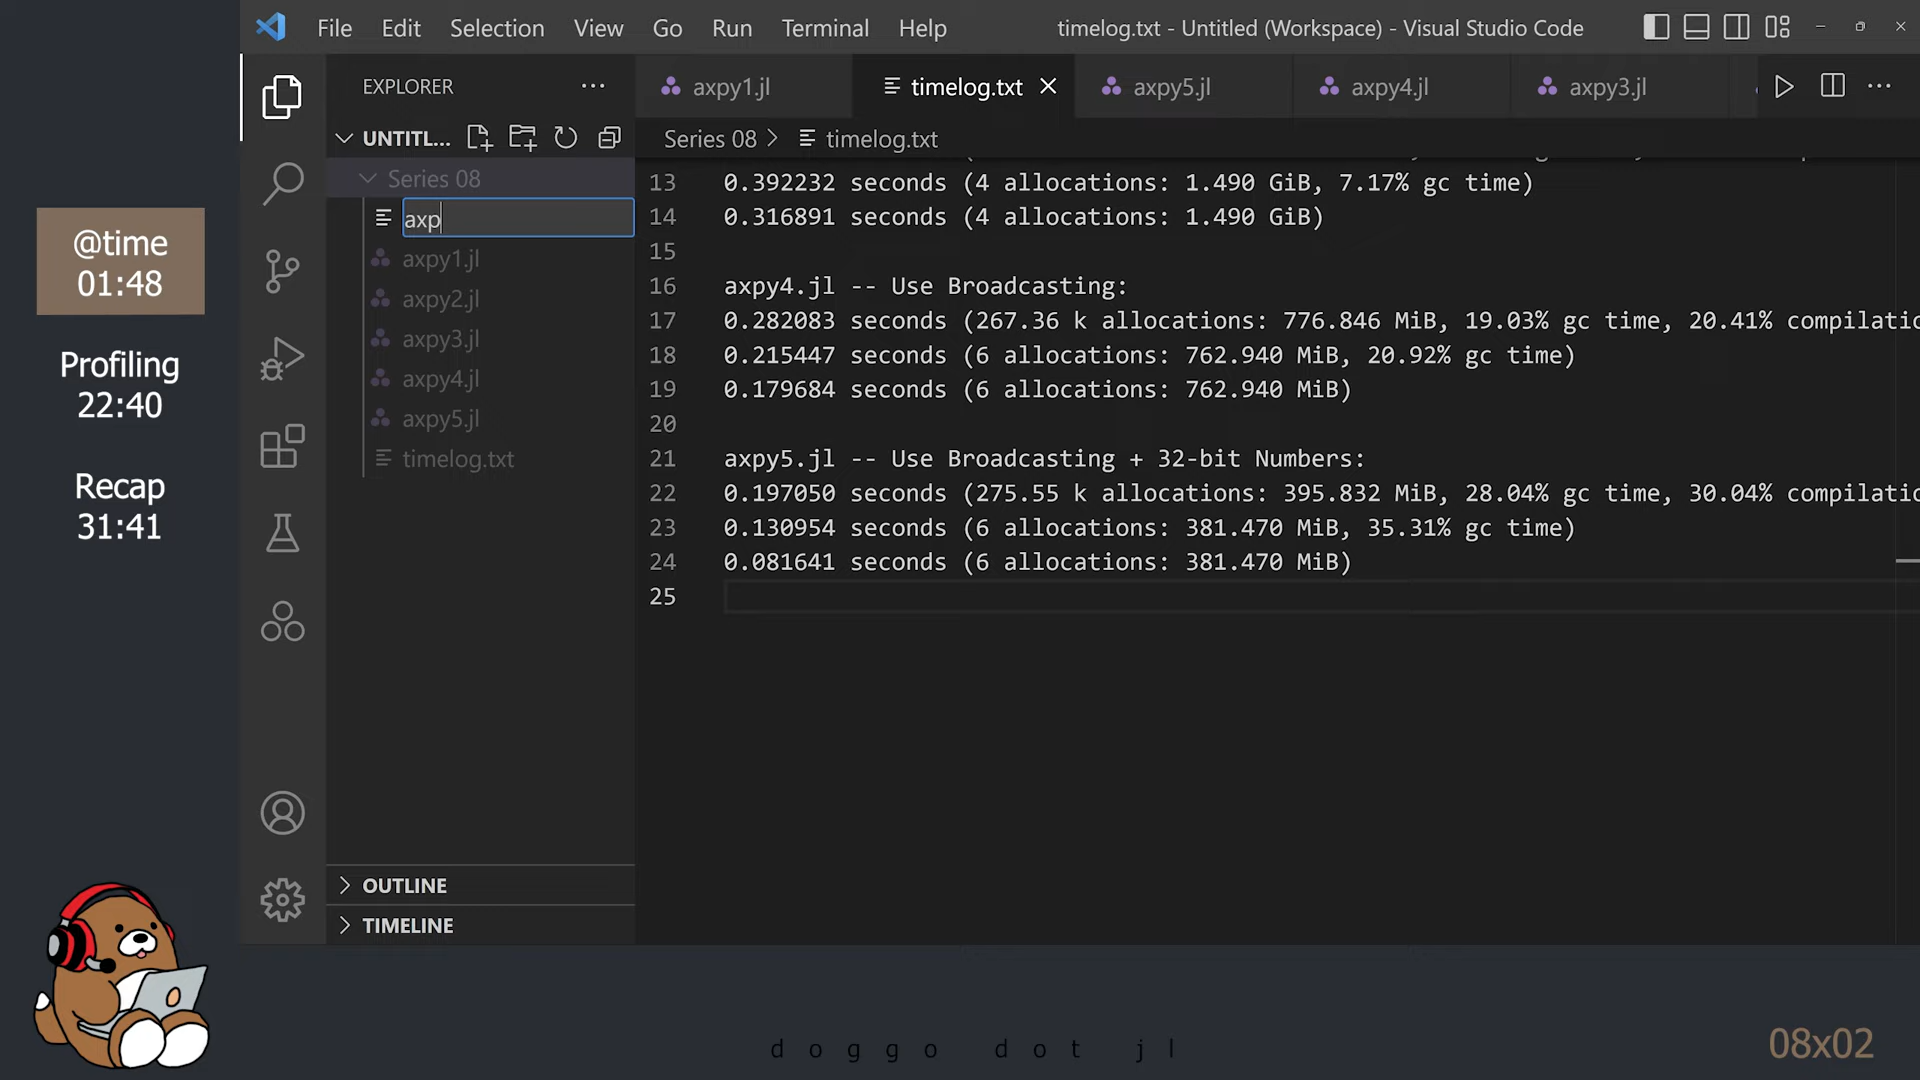 File Edit Selection View Go Run Terminal Help
timelog.txt - Untitled (Workspace) - Visual Studio Code
EXPLORER
axpy1.jl timelog.txt axpy5.jl axpy4.jl axpy3.jl
UNTITL...
Series 08 > timelog.txt
Series 08
axp
axpy1.jl
axpy2.jl
axpy3.jl
axpy4.jl
axpy5.jl
timelog.txt
13 0.392232 seconds (4 allocations: 1.490 GiB, 7.17% gc time)
14 0.316891 seconds (4 allocations: 1.490 GiB)
15
16 axpy4.jl -- Use Broadcasting:
17 0.282083 seconds (267.36 k allocations: 776.846 MiB, 19.03% gc time, 20.41% compilatio
18 0.215447 seconds (6 allocations: 762.940 MiB, 20.92% gc time)
19 0.179684 seconds (6 allocations: 762.940 MiB)
20
21 axpy5.jl -- Use Broadcasting + 32-bit Numbers:
22 0.197050 seconds (275.55 k allocations: 395.832 MiB, 28.04% gc time, 30.04% compilatio
23 0.130954 seconds (6 allocations: 381.470 MiB, 35.31% gc time)
24 0.081641 seconds (6 allocations: 381.470 MiB)
25
OUTLINE
TIMELINE
@time
01:48
Profiling
22:40
Recap
31:41
doggo dot jl
08x02